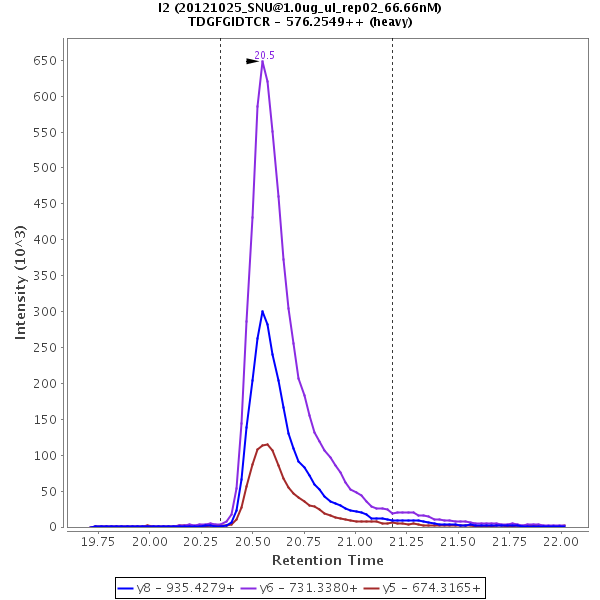 I2 (20121025_SNU@1.0ug_ul_rep02_66.66nM)
TDGFGIDTCR - 576.2549++ (heavy)
20.5
650
600
550
500
450
400
350
300
250
200
150
100
50
0
Intensity (10^3)
19.75 20.00 20.25 20.50 20.75 21.00 21.25 21.50 21.75 22.00
Retention Time
y8 - 935.4279+ y6 - 731.3380+ y5 - 674.3165+